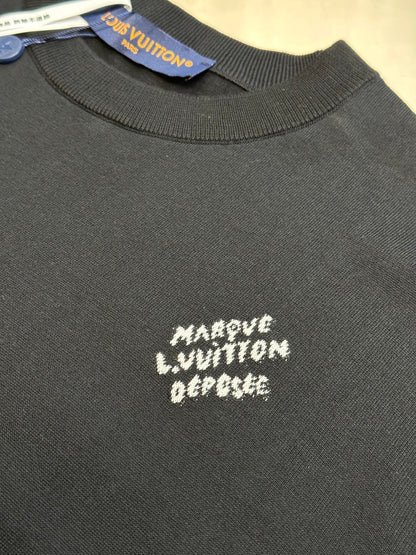 LOUIS VUITTON®
PARIS
MARQUE
L.VUITTON
DÉPOSÉE